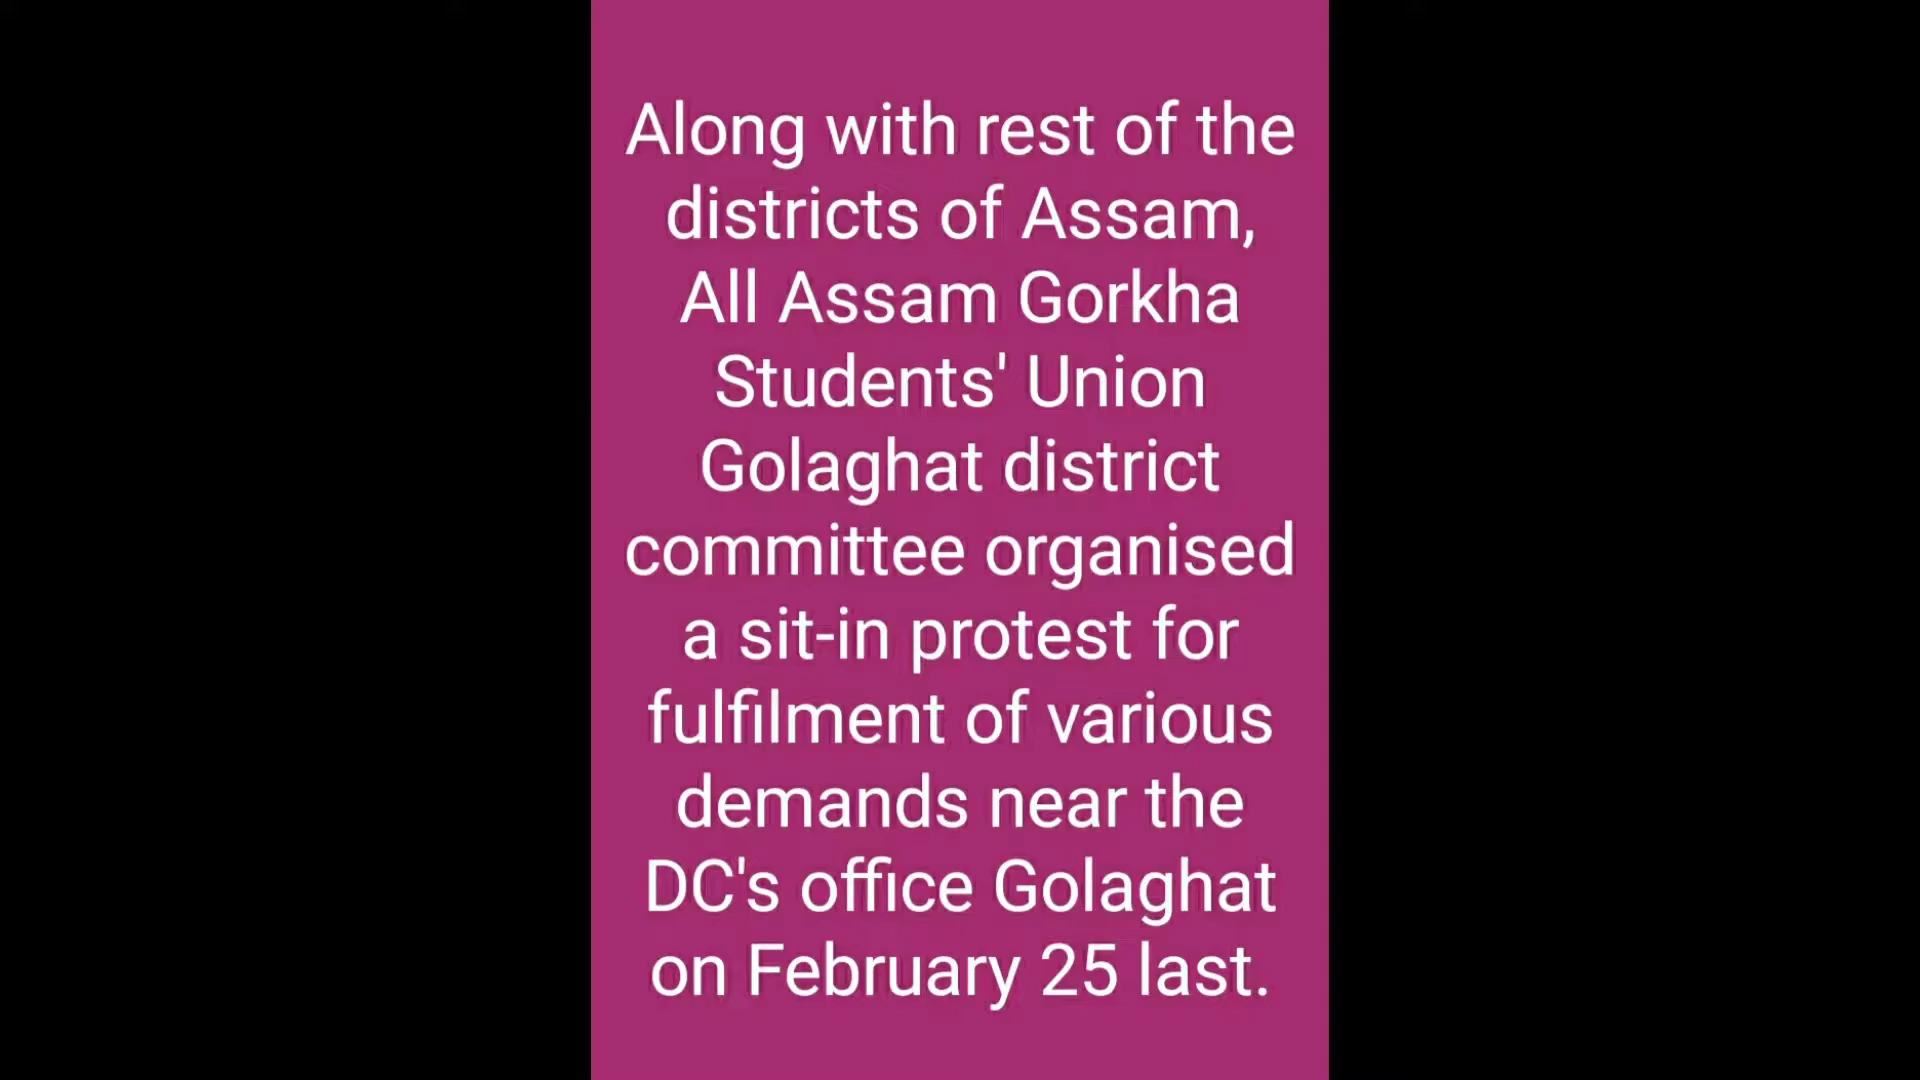 Along with rest of the
districts of Assam,
All Assam Gorkha
Students' Union
Golaghat district
committee organised
a sit-in protest for
fulfilment of various
demands near the
DC's office Golaghat
on February 25 last.